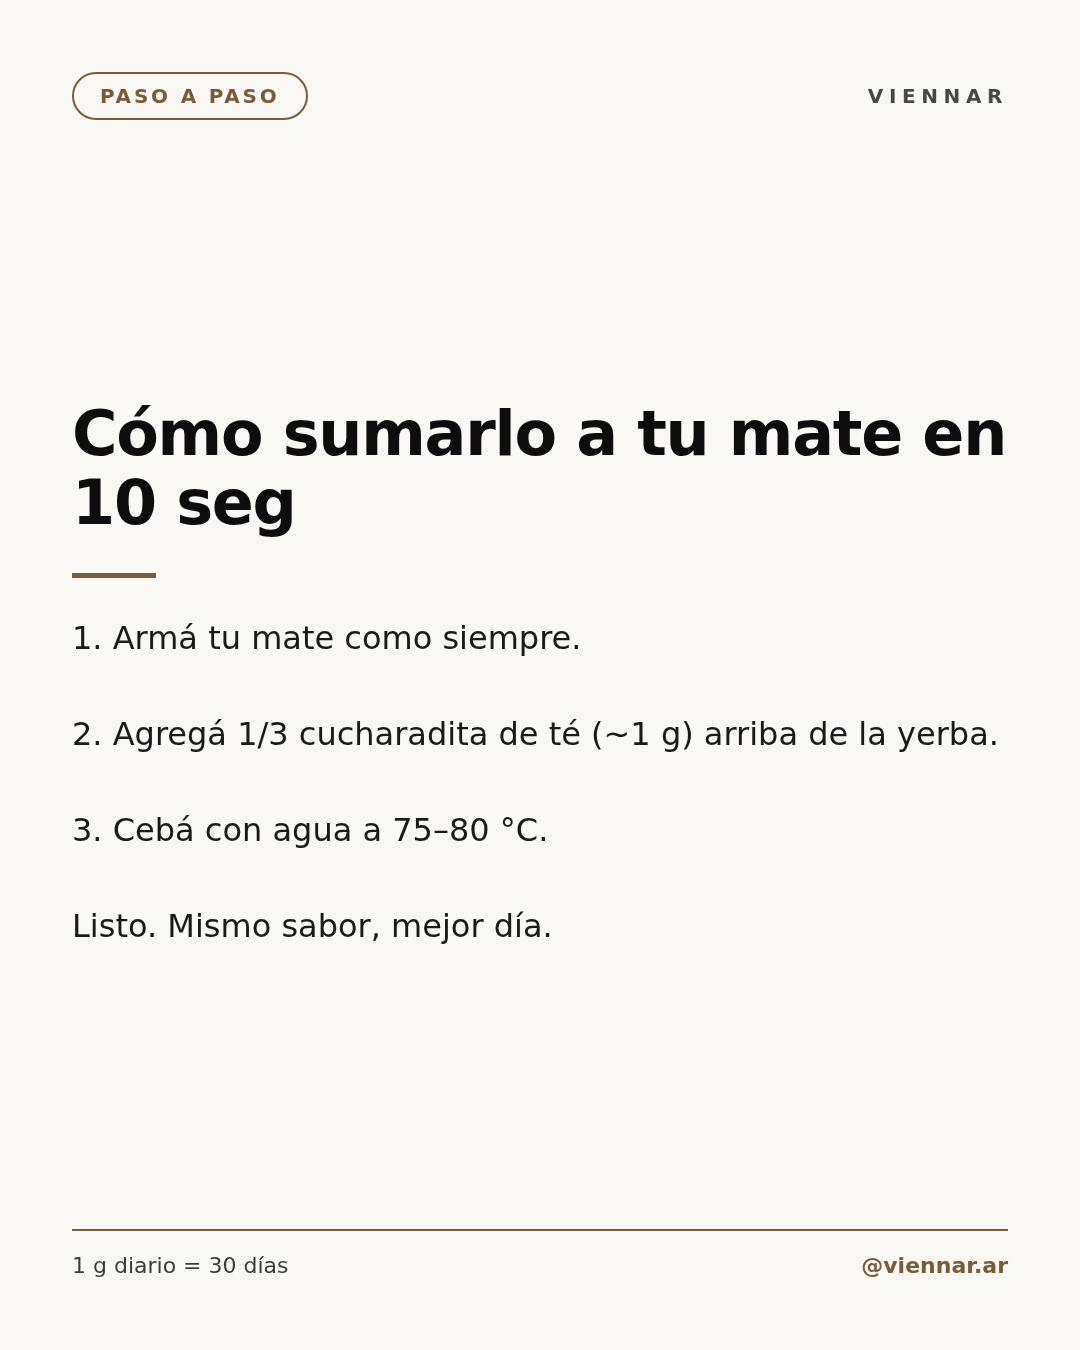 PASO A PASO
VIENNAR
Cómo sumarlo a tu mate en
10 seg
1. Armá tu mate como siempre.
2. Agregá 1/3 cucharadita de té (~1 g) arriba de la yerba.
3. Cebá con agua a 75–80 °C.
Listo. Mismo sabor, mejor día.
1 g diario = 30 días
@viennar.ar